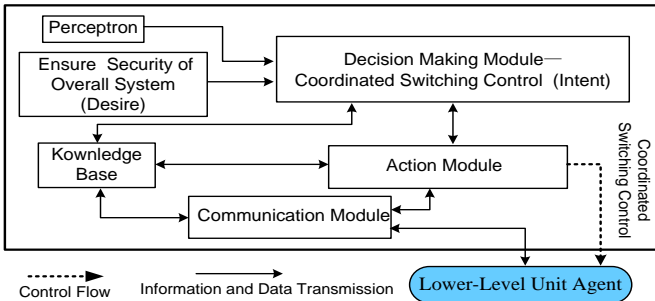 Perceptron
Ensure Security of
Overall System
(Desire)
Decision Making Module—
Coordinated Switching Control (Intent)
Kownledge
Base
Action Module
Communication Module
Coordinated
Switching Control
Control Flow
Information and Data Transmission
Lower-Level Unit Agent